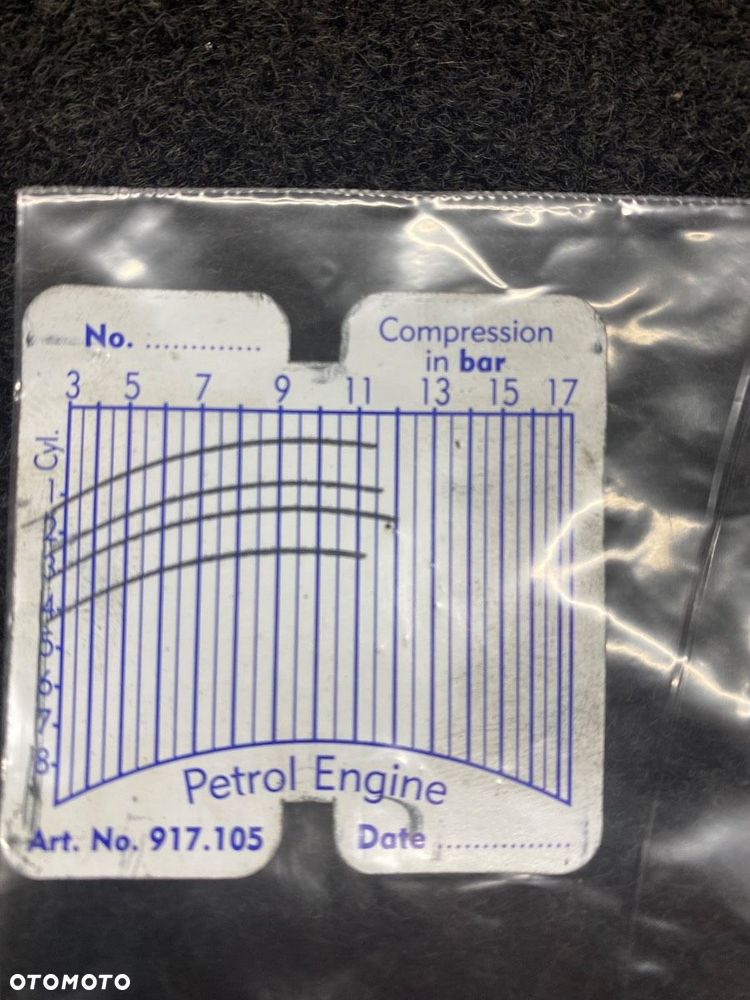 No. .............
Compression
in bar
3 5 7 9 11 13 15 17
Cyl.
1
2
3
4
5
6
7
8
Petrol Engine
Art. No. 917.105
Date ...............
OTOMOTO